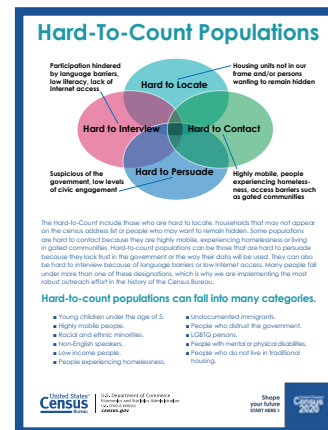 Hard-To-Count Populations
Participation hindered
by language barriers,
low literacy, lack of
Internet access
Housing units not in our
frame and/or persons
wanting to remain hidden
Hard to Locate
Hard to Interview
Hard to Contact
Hard to Persuade
Suspicious of the
government, low levels
of civic engagement
Highly mobile, people
experiencing homeless-
ness, access barriers such
as gated communities
The Hard-to-Count include those who are hard to locate, households that may not appear
on the census address list or people who may want to remain hidden. Some populations
are hard to contact because they are highly mobile, experiencing homelessness or living
in gated communities. Hard-to-count populations can be those that are hard to persuade
because they lack trust in the government or the way their data will be used. They can also
be hard to interview because of language barriers or low Internet access. Many people fall
under more than one of these designations, which is why we are implementing the most
robust outreach effort in the history of the Census Bureau.
Hard-to-count populations can fall into many categories.
Young children under the age of 5.
Highly mobile people.
Racial and ethnic minorities.
Non-English speakers.
Low income people.
People experiencing homelessness.
Undocumented immigrants.
People who distrust the government.
LGBTQ persons.
People with mental or physical disabilities.
People who do not live in traditional
housing.
United States®
Census
Bureau
U.S. Department of Commerce
Economics and Statistics Administration
U.S. CENSUS BUREAU
census.gov
Shape
your future
START HERE >
Census
2020